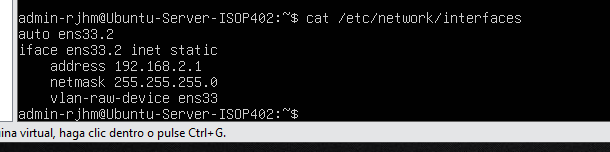 admin-rjhm@Ubuntu-Server-ISOP402:~$ cat /etc/network/interfaces
auto ens33.2
iface ens33.2 inet static
    address 192.168.2.1
    netmask 255.255.255.0
    vlan-raw-device ens33
admin-rjhm@Ubuntu-Server-ISOP402:~$
ina virtual, haga clic dentro o pulse Ctrl+G.